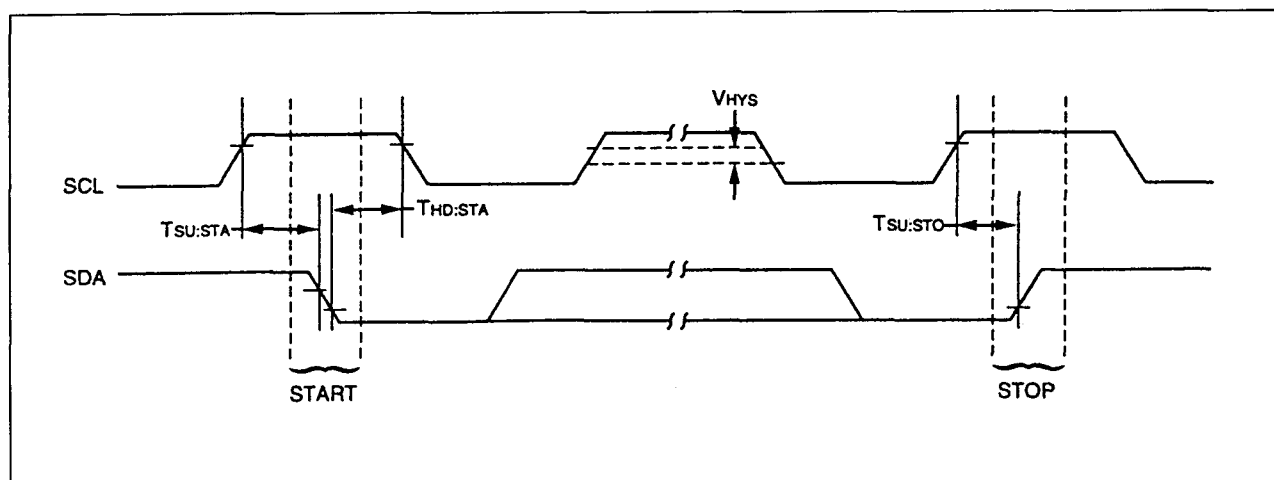 VHYS
SCL
THD:STA
TSU:STA
TSU:STO
SDA
START
STOP